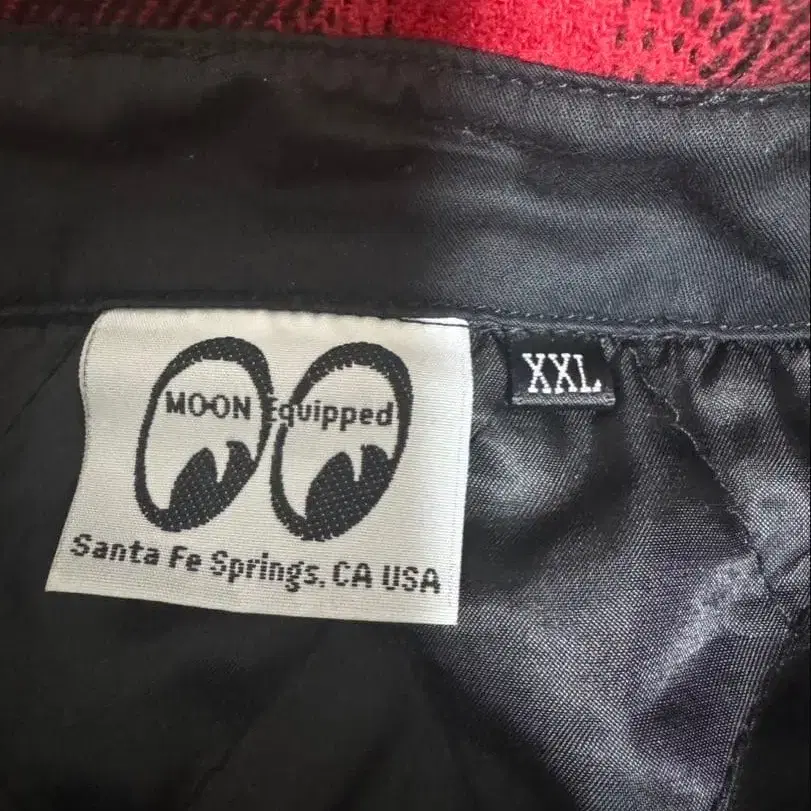 MOON Equipped
XXL
Santa Fe Springs, CA USA